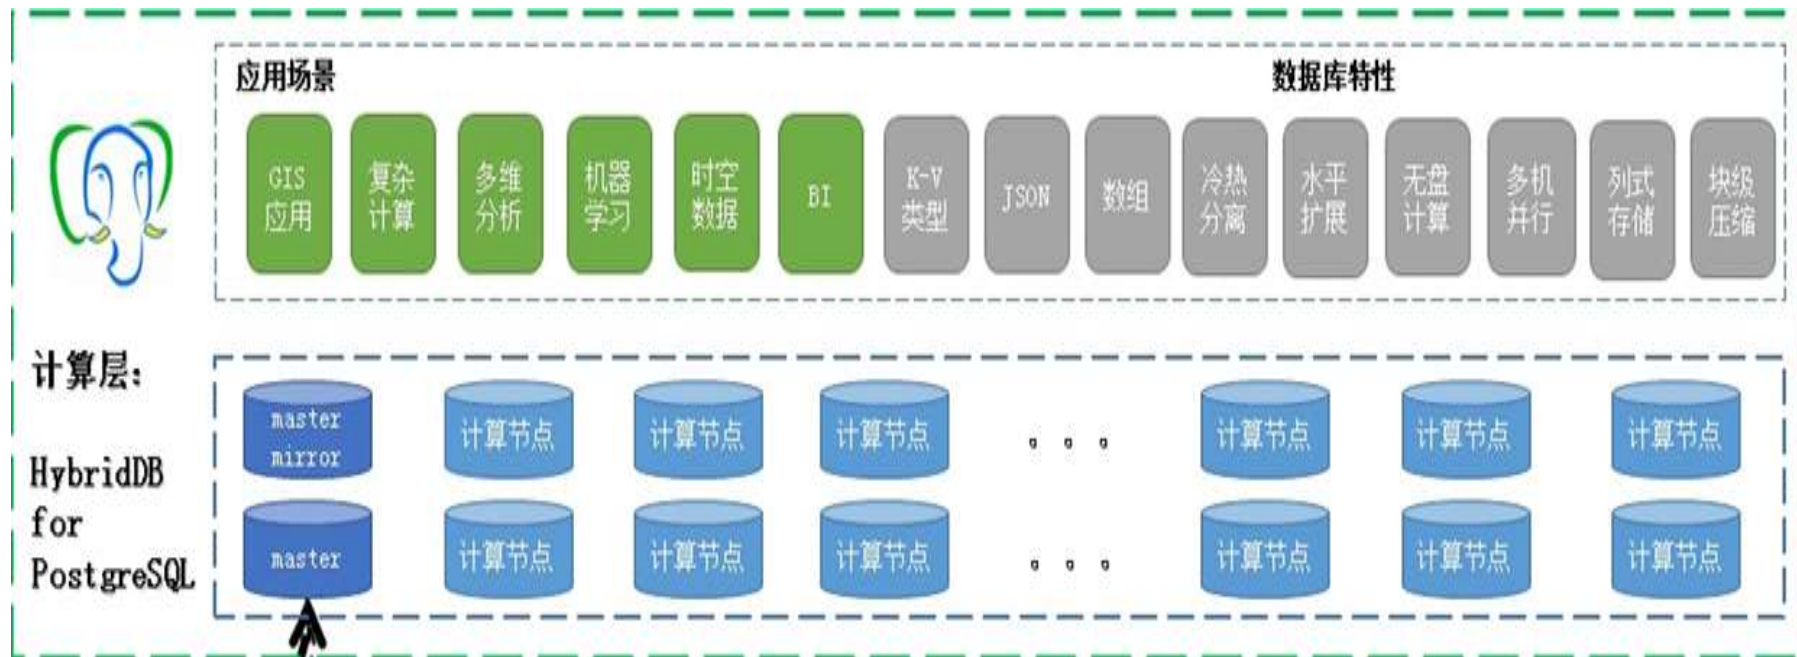 应用场景
数据库特性
GIS
应用
复杂
计算
多维
分析
机器
学习
时空
数据
BI
K-V
类型
JSON
数组
冷热
分离
水平
扩展
无盘
计算
多机
并行
列式
存储
块级
压缩
计算层：
HybridDB
for
PostgreSQL
master
mirror
计算节点
计算节点
计算节点
。。。
计算节点
计算节点
计算节点
master
计算节点
计算节点
计算节点
。。。
计算节点
计算节点
计算节点